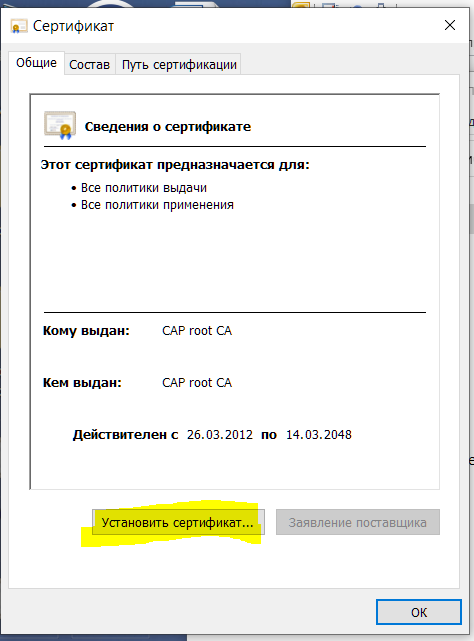 Сертификат
Общие Состав Путь сертификации
Сведения о сертификате
Этот сертификат предназначается для:
• Все политики выдачи
• Все политики применения
Кому выдан: CAP root CA
Кем выдан: CAP root CA
Действителен с 26.03.2012 по 14.03.2048
Установить сертификат... Заявление поставщика
ОК